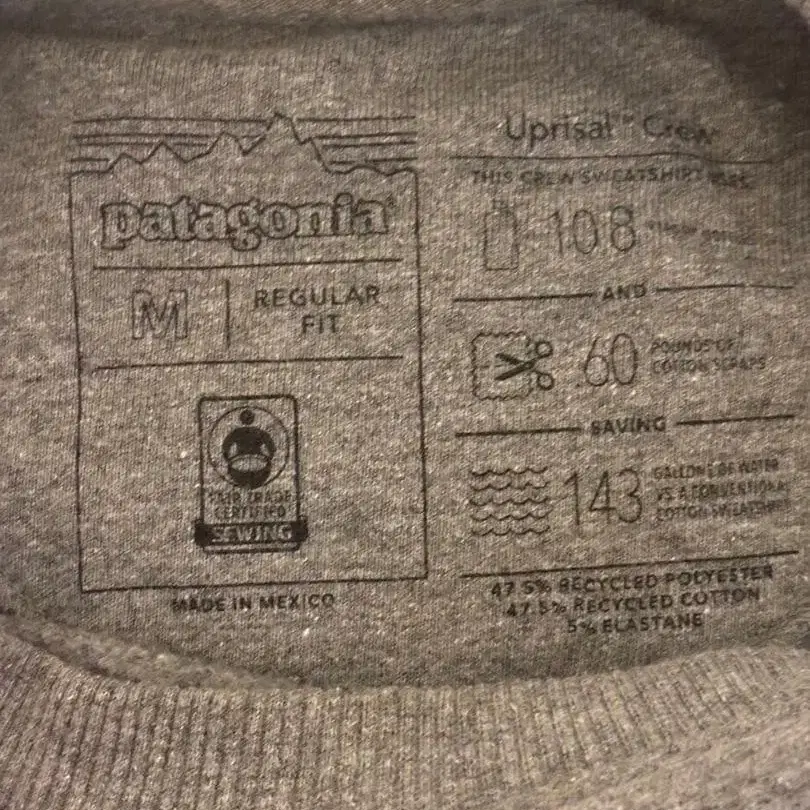 patagonia®
M
REGULAR
FIT
FAIR TRADE
CERTIFIED
SEWING
MADE IN MEXICO
Uprisal™ Crew
THIS CREW SWEATSHIRT USES
10.8
AND
.60 POUNDS OF
COTTON SCRAPS
SAVING
143 GALLONS OF WATER
VS. A CONVENTIONAL
COTTON SWEATSHIRT
47.5% RECYCLED POLYESTER
47.5% RECYCLED COTTON
5% ELASTANE